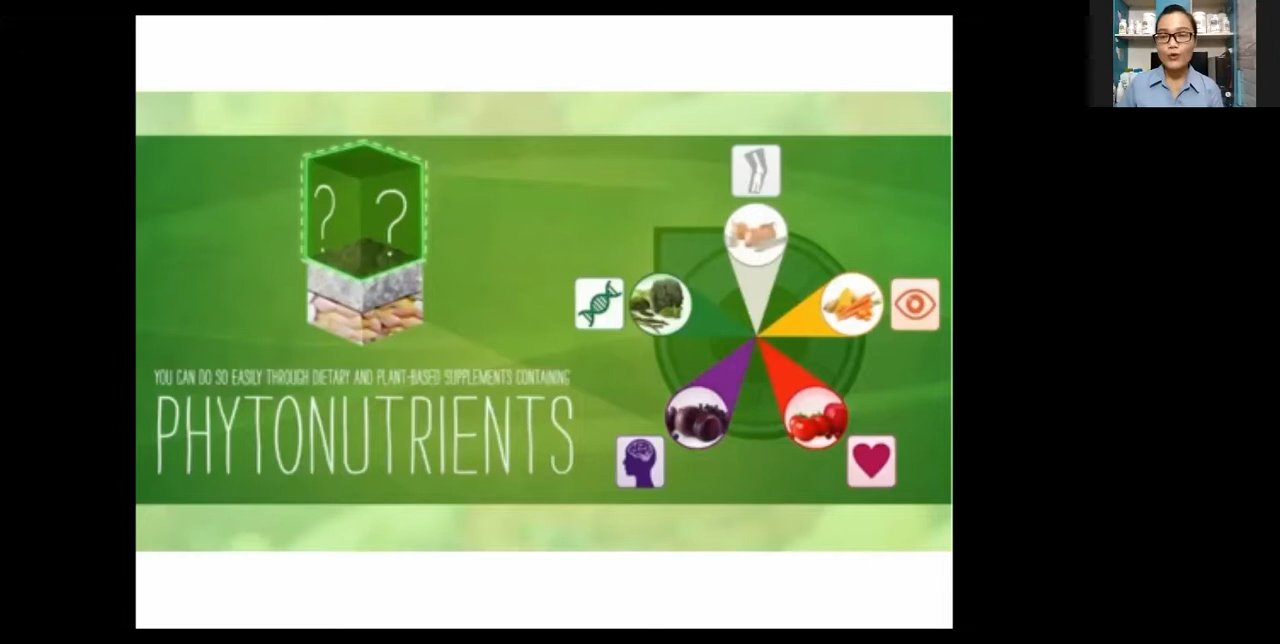 ? ?
YOU CAN DO SO EASILY THROUGH DIETARY AND PLANT-BASED SUPPLEMENTS CONTAINING
PHYTONUTRIENTS